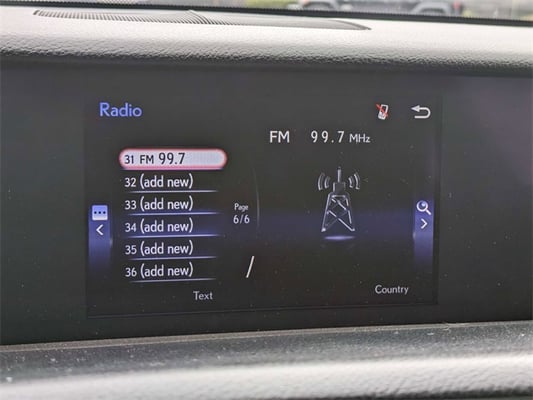 Radio
FM 99.7 MHz
31 FM 99.7
32 (add new)
33 (add new)
34 (add new)
35 (add new)
36 (add new)
Page
6/6
Text
Country